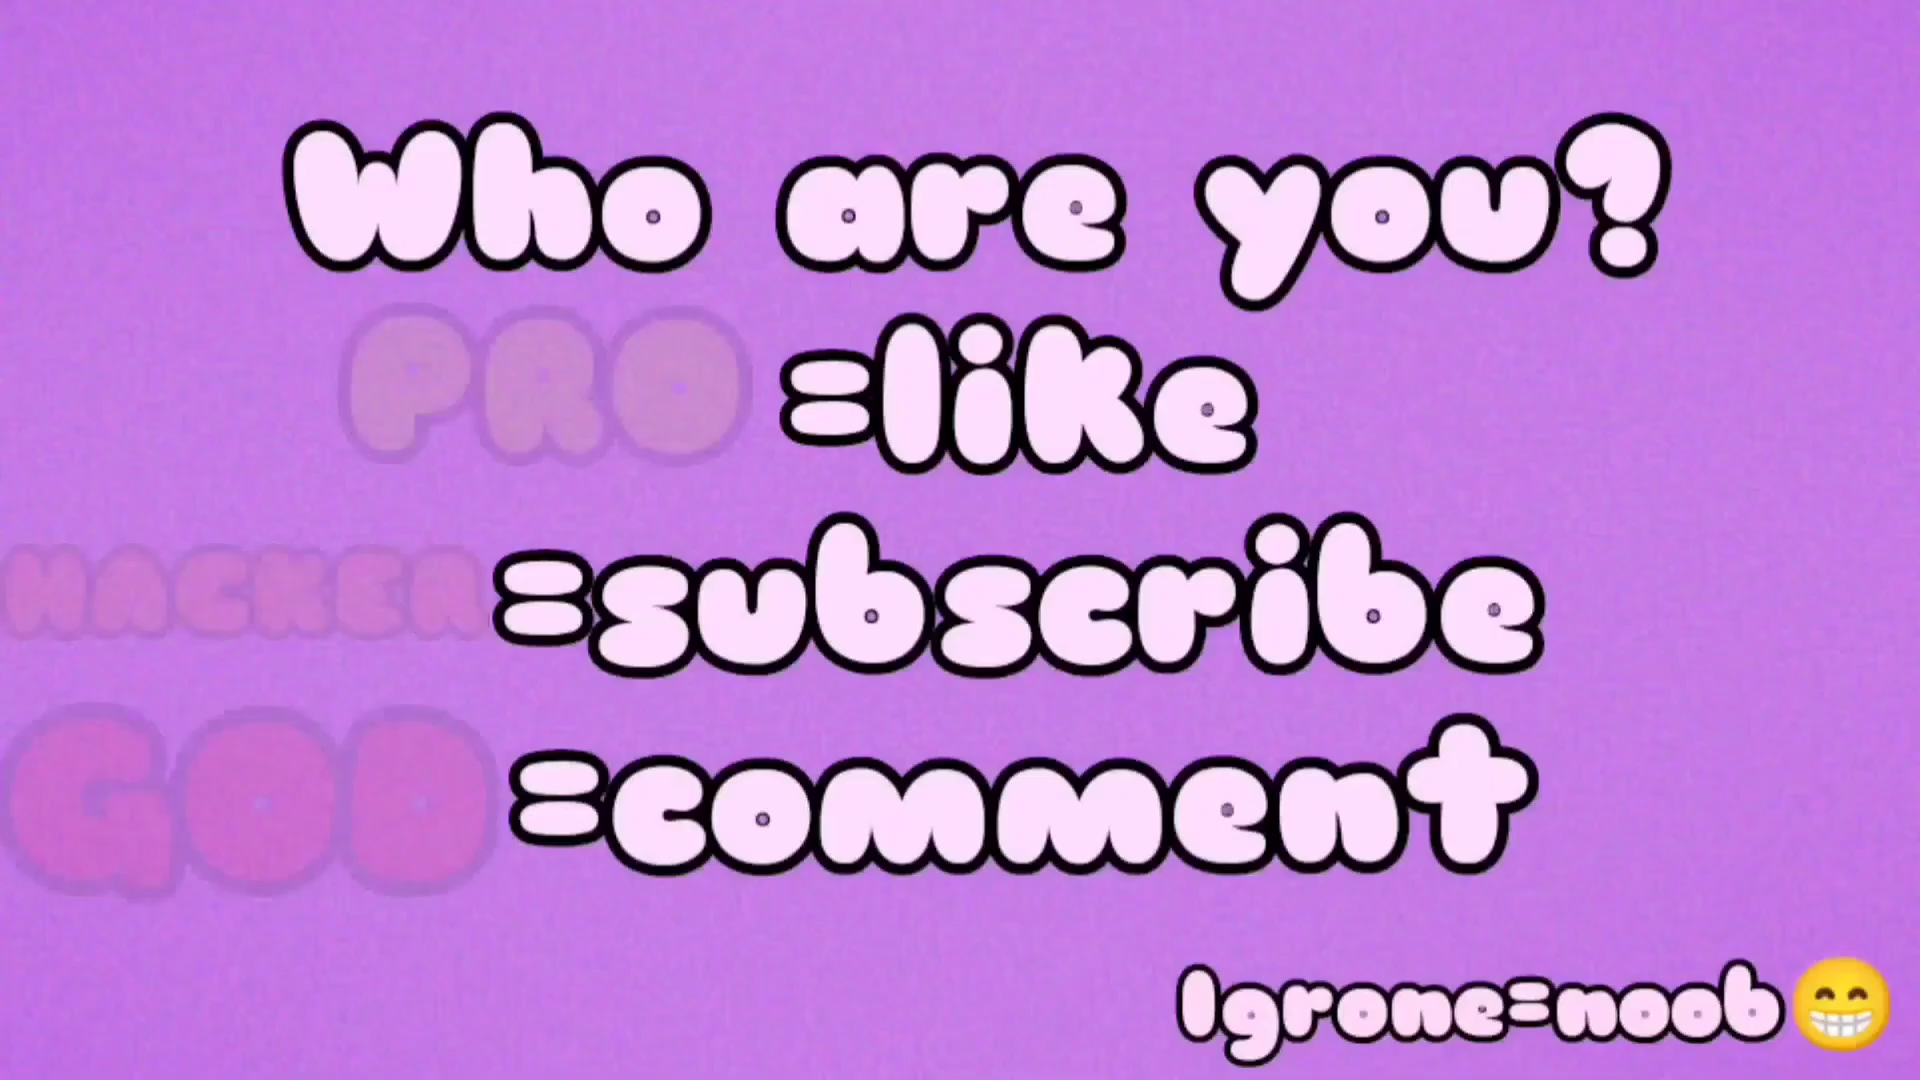 Who are you?
PRO =like
HACKER =subscribe
GOD =comment
Igrone=noob😁